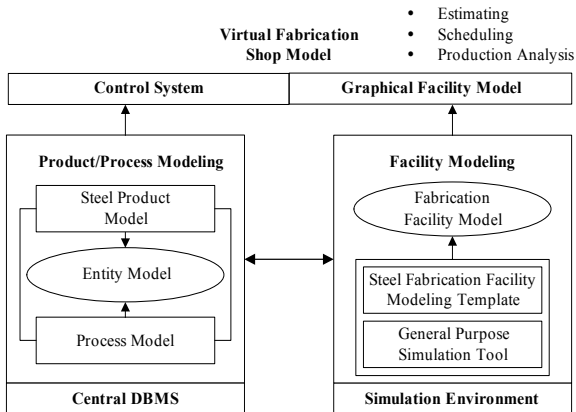 Virtual Fabrication
Shop Model
• Estimating
• Scheduling
• Production Analysis
Control System
Graphical Facility Model
Product/Process Modeling
Steel Product
Model
Entity Model
Process Model
Central DBMS
Facility Modeling
Fabrication
Facility Model
Steel Fabrication Facility
Modeling Template
General Purpose
Simulation Tool
Simulation Environment